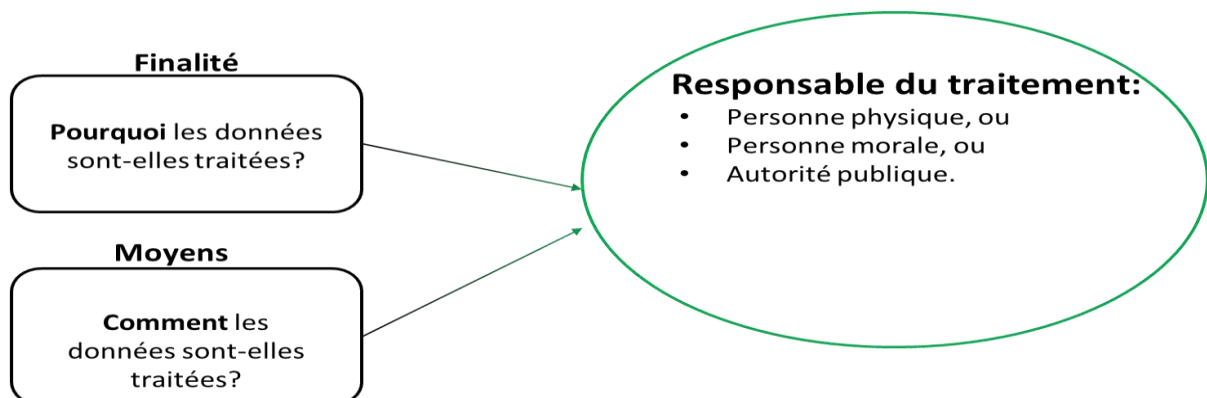 Finalité
Pourquoi les données
sont-elles traitées?
Moyens
Comment les
données sont-elles
traitées?
Responsable du traitement:
• Personne physique, ou
• Personne morale, ou
• Autorité publique.